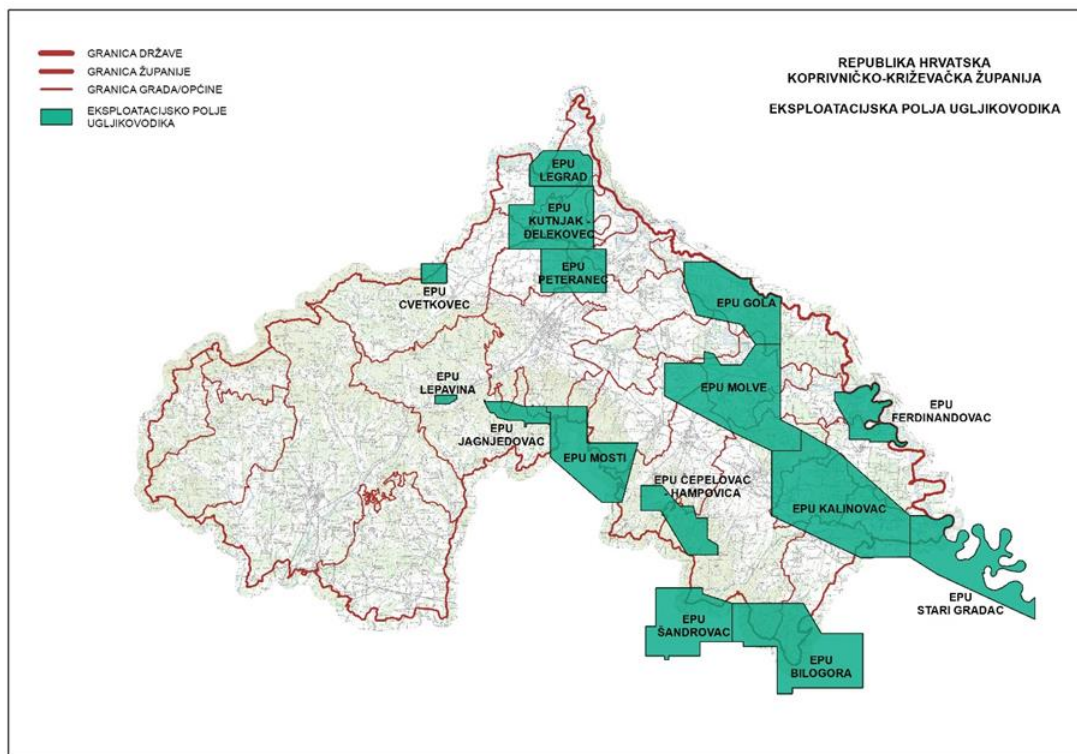 GRANICA DRŽAVE
GRANICA ŽUPANIJE
GRANICA GRADA/OPĆINE
EKSPLOATACIJSKO POLJE
UGLJIKOVODIKA
REPUBLIKA HRVATSKA
KOPRIVNIČKO-KRIŽEVAČKA ŽUPANIJA
EKSPLOATACIJSKA POLJA UGLJIKOVODIKA
EPU
LEGRAD
EPU
KUTNJAK -
ĐELEKOVEC
EPU
PETERANEC
EPU
CVETKOVEC
EPU GOLA
EPU MOLVE
EPU
LEPAVINA
EPU
FERDINANDOVAC
EPU
JAGNJEDOVAC
EPU MOSTI
EPU ČEPELOVAC
- HAMPOVICA
EPU KALINOVAC
EPU
STARI GRADAC
EPU
ŠANDROVAC
EPU
BILOGORA